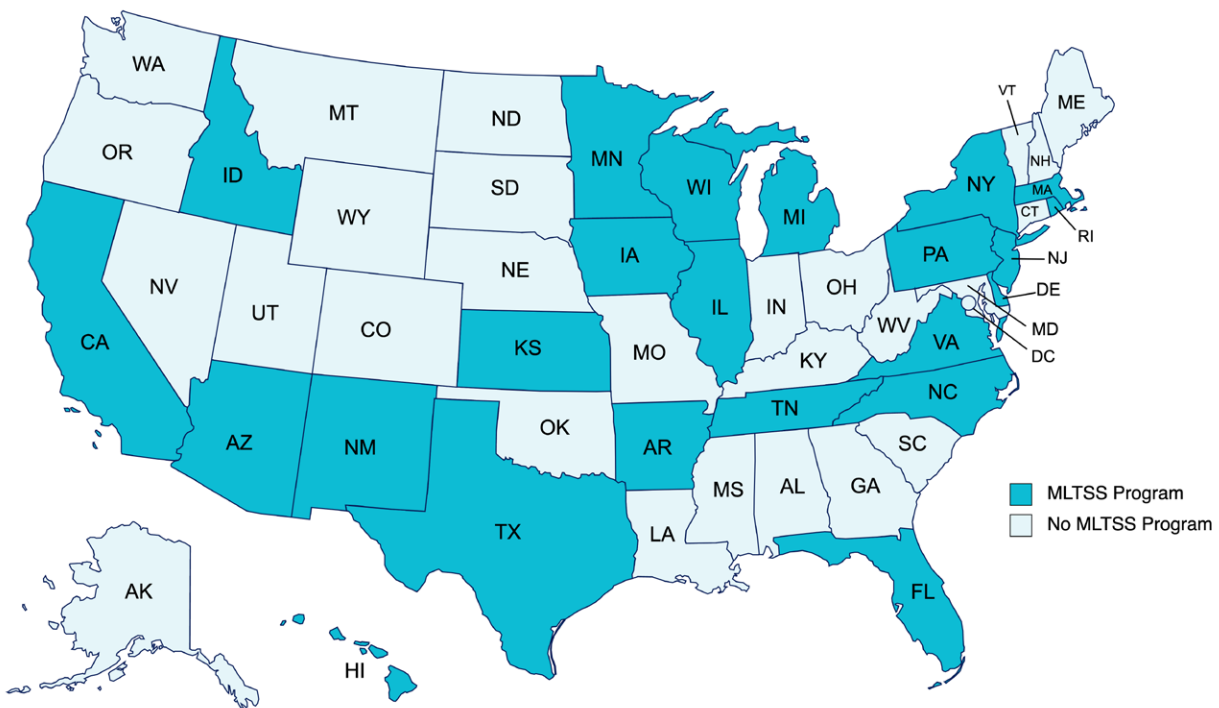 WA
MT
ND
VT
ME
OR
ID
MN
NH
SD
WI
NY
MA
WY
MI
CT
RI
NE
IA
PA
NJ
NV
UT
CO
IL
IN
OH
DE
CA
KS
MO
WV
MD
KY
VA
DC
AZ
NM
OK
AR
TN
NC
SC
MS
AL
GA
TX
LA
MLTSS Program
No MLTSS Program
AK
FL
HI